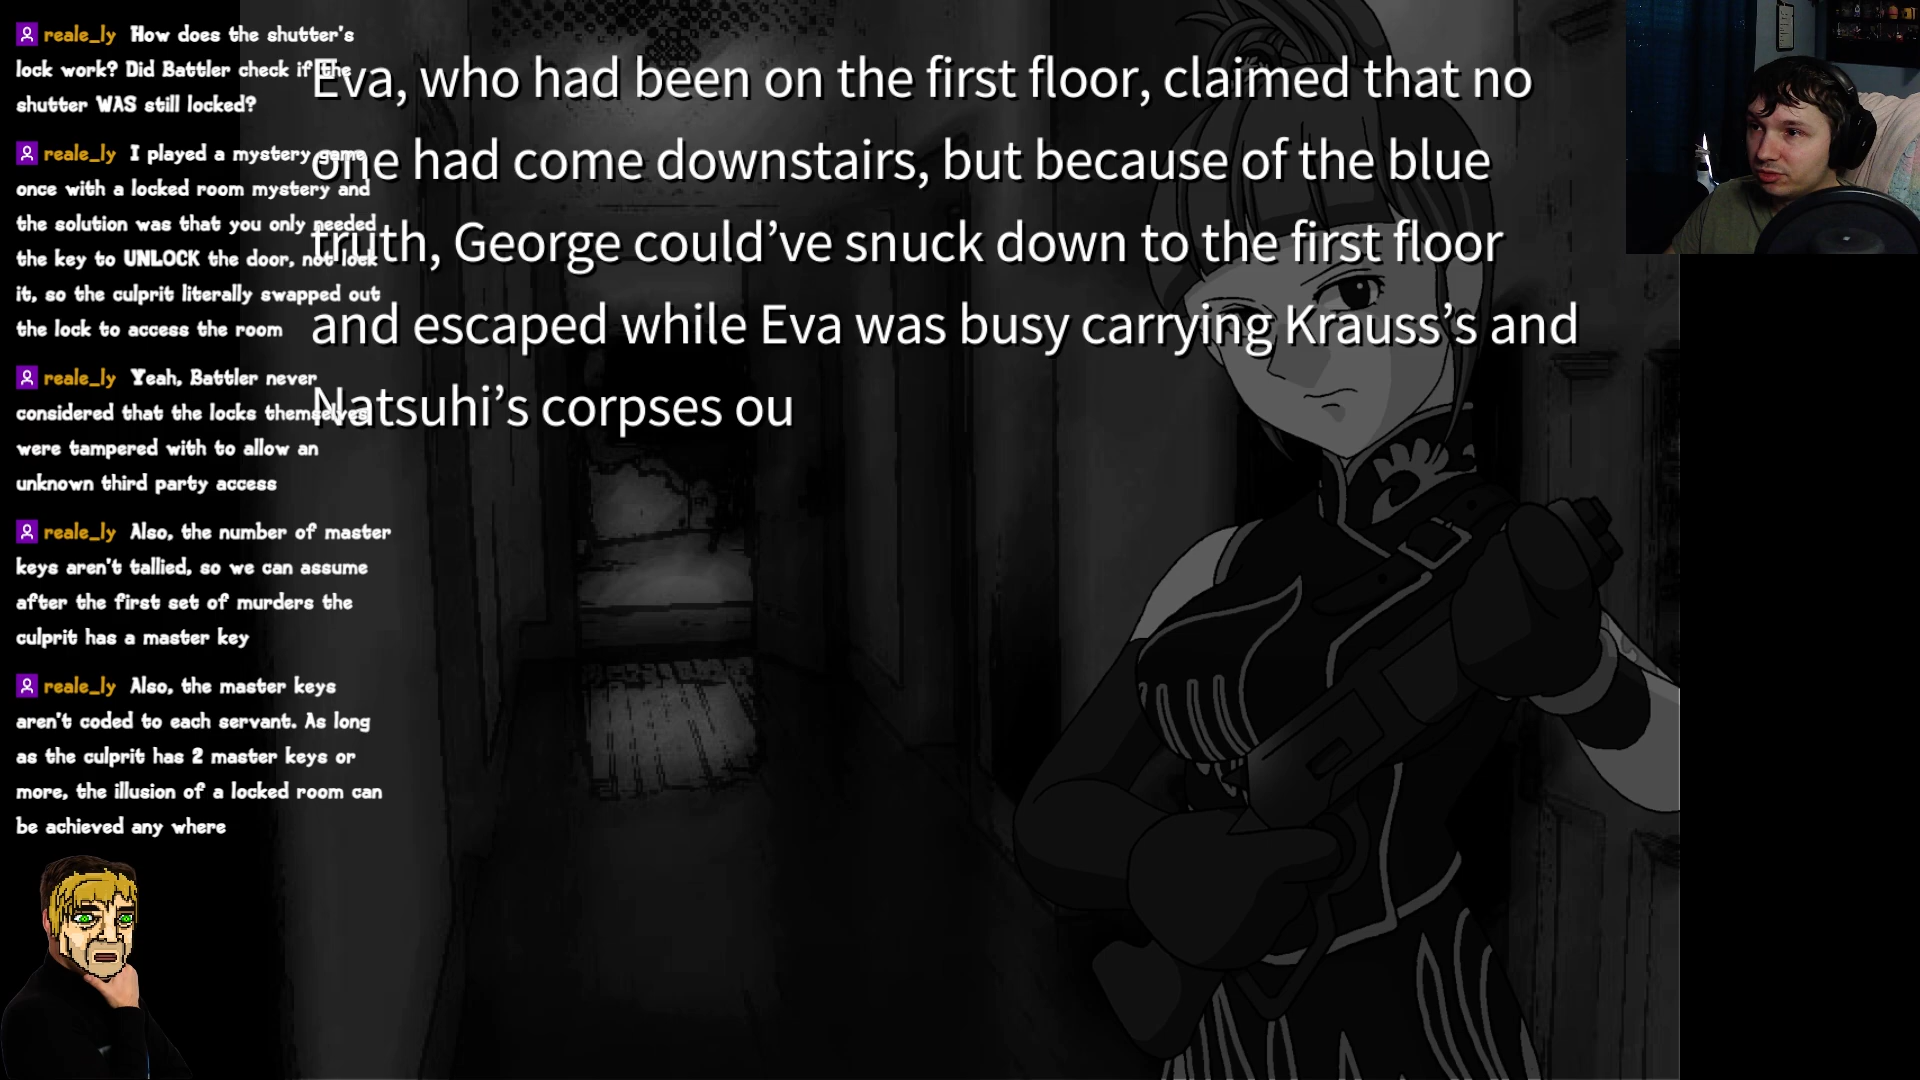 reale_ly How does the shutter's
lock work? Did Battler check if the
shutter WAS still locked?
reale_ly I played a mystery game
once with a locked room mystery and
the solution was that you only needed
the key to UNLOCK the door, not lock
it, so the culprit literally swapped out
the lock to access the room
reale_ly Yeah, Battler never
considered that the locks themselves
were tampered with to allow an
unknown third party access
reale_ly Also, the number of master
keys aren't tallied, so we can assume
after the first set of murders the
culprit has a master key
reale_ly Also, the master keys
aren't coded to each servant. As long
as the culprit has 2 master keys or
more, the illusion of a locked room can
be achieved any where
Eva, who had been on the first floor, claimed that no
one had come downstairs, but because of the blue
truth, George could've snuck down to the first floor
and escaped while Eva was busy carrying Krauss's and
Natsuhi's corpses ou